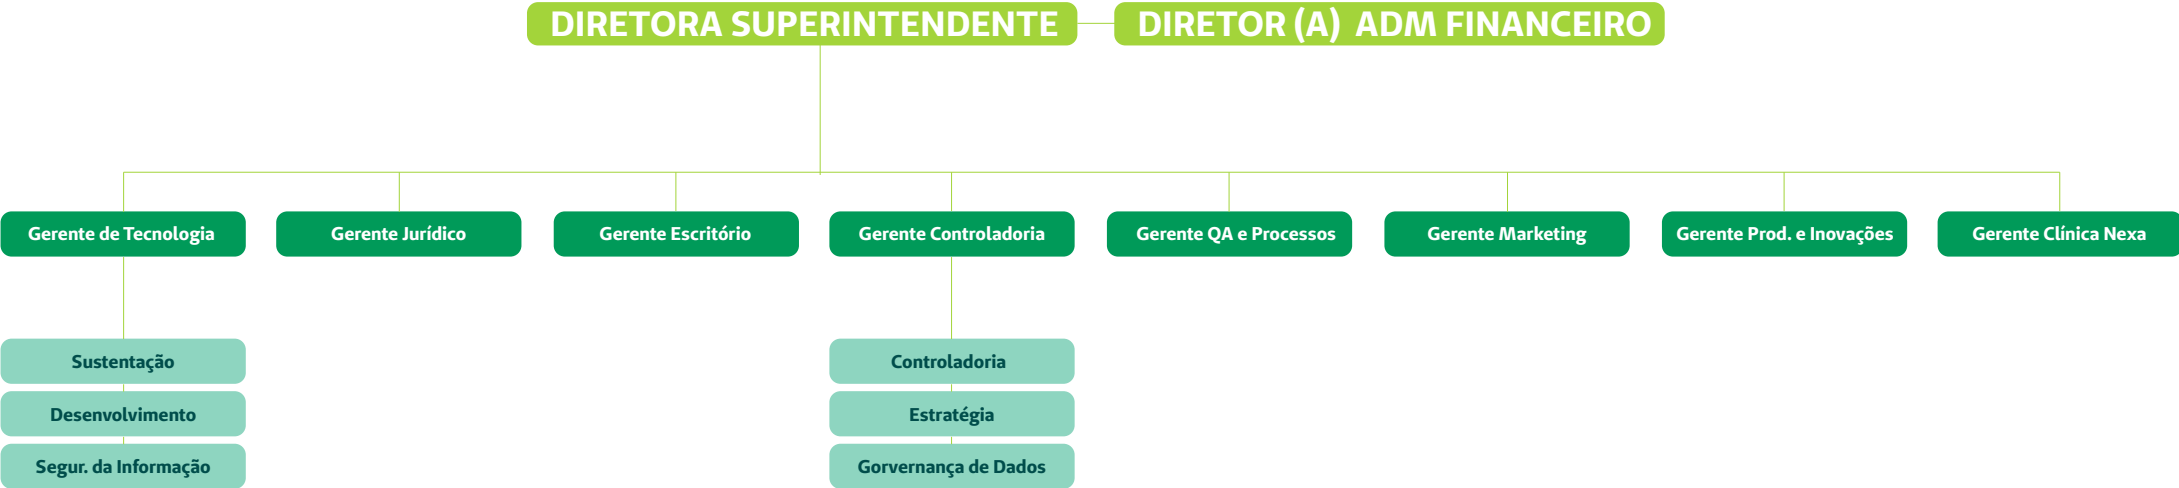 DIRETORA SUPERINTENDENTE
DIRETOR (A) ADM FINANCEIRO
Gerente de Tecnologia
Gerente Jurídico
Gerente Escritório
Gerente Controladoria
Gerente QA e Processos
Gerente Marketing
Gerente Prod. e Inovações
Gerente Clínica Nexa
Sustentação
Controladoria
Desenvolvimento
Estratégia
Segur. da Informação
Gorvernança de Dados